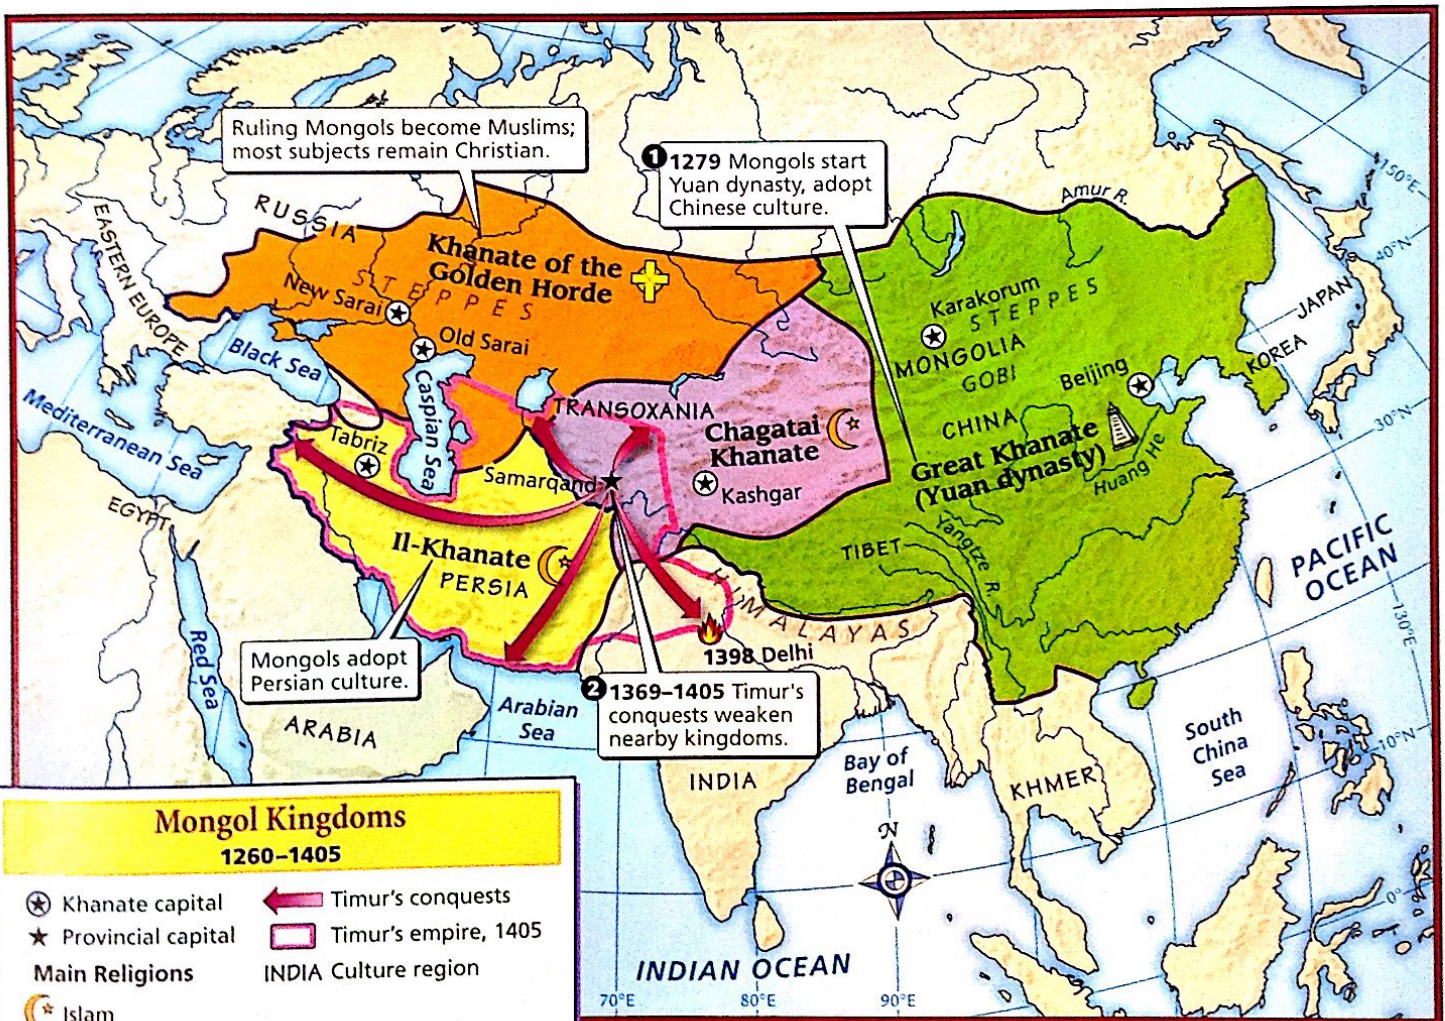 Ruling Mongols become Muslims;
most subjects remain Christian.
❶ 1279 Mongols start
Yuan dynasty, adopt
Chinese culture.
RUSSIA
Amur R.
150°E
40°N
EASTERN EUROPE
Khanate of the
Golden Horde
STEPPES
New Sarai
Old Sarai
Karakorum
STEPPES
JAPAN
Black Sea
Caspian Sea
MONGOLIA
GOBI
KOREA
Beijing
Mediterranean Sea
TRANSOXANIA
CHINA
30°N
Tabriz
Chagatai
Khanate
Great Khanate
(Yuan dynasty)
Huang He
Samarqand
Kashgar
EGYPT
Il-Khanate
PERSIA
TIBET
Yangtze R.
PACIFIC
OCEAN
HIMALAYAS
130°E
Red Sea
Mongols adopt
Persian culture.
1398 Delhi
❷ 1369–1405 Timur's
conquests weaken
nearby kingdoms.
ARABIA
Arabian
Sea
South
China
Sea
10°N
INDIA
Bay of
Bengal
KHMER
Mongol Kingdoms
1260–1405
N
Khanate capital
Timur's conquests
Provincial capital
Timur's empire, 1405
Main Religions
INDIA Culture region
Islam
INDIAN OCEAN
0°
70°E
80°E
90°E